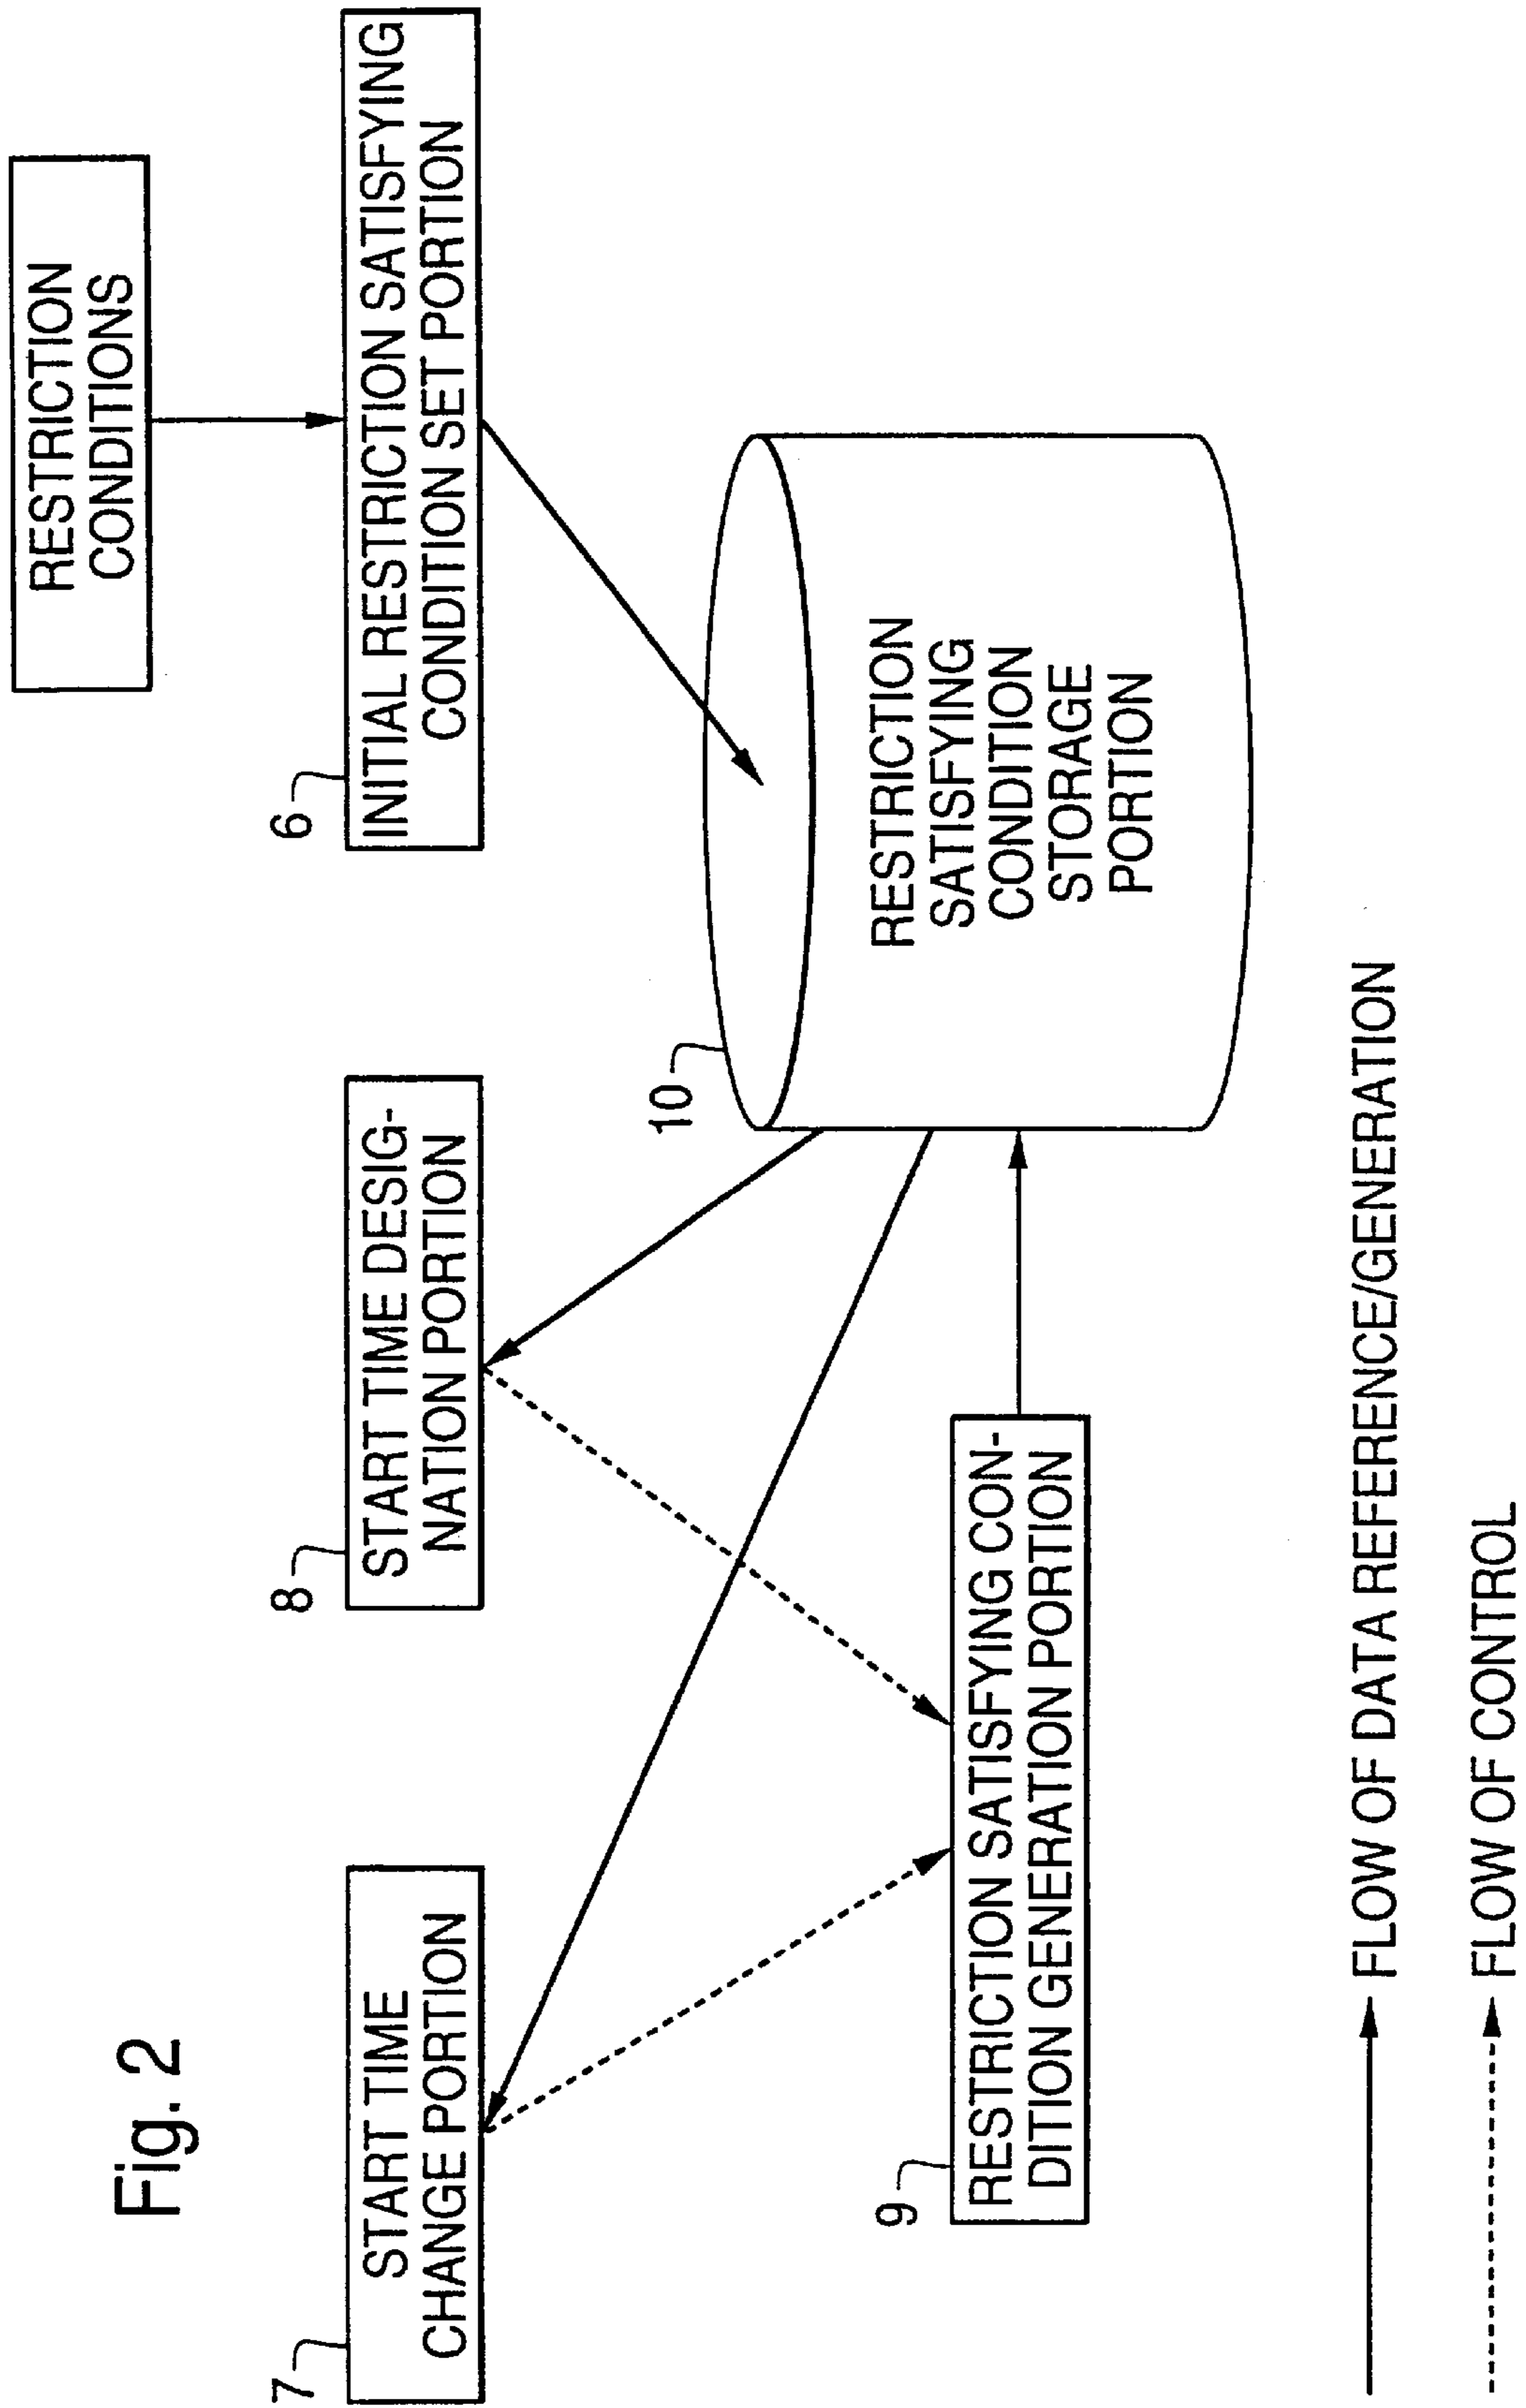 Fig. 2
RESTRICTION
CONDITIONS
7
START TIME
CHANGE PORTION
8
START TIME DESIG-
NATION PORTION
6
INITIAL RESTRICTION SATISFYING
CONDITION SET PORTION
10
RESTRICTION
SATISFYING
CONDITION
STORAGE
PORTION
9
RESTRICTION SATISFYING CON-
DITION GENERATION PORTION
FLOW OF DATA REFERENCE/GENERATION
FLOW OF CONTROL